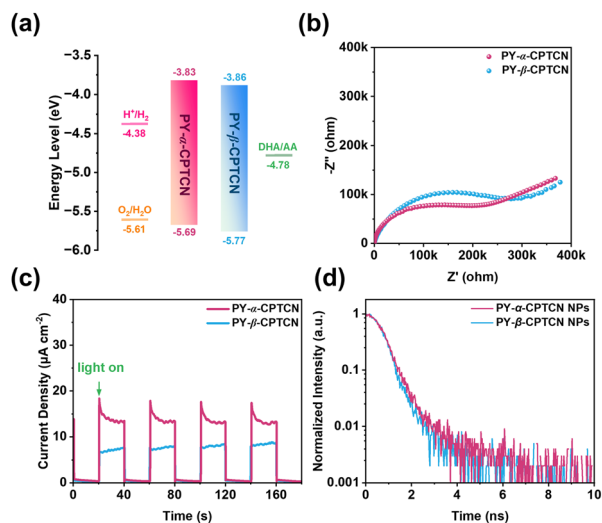 (a)
Energy Level (eV)
-3.5
-4.0
-4.5
-5.0
-5.5
-6.0
H⁺/H₂
-4.38
O₂/H₂O
-5.61
-3.83
PY-α-CPTCN
-5.69
-3.86
PY-β-CPTCN
-5.77
DHA/AA
-4.78
(b)
-Z'' (ohm)
400k
300k
200k
100k
0
PY-α-CPTCN
PY-β-CPTCN
0 100k 200k 300k 400k
Z' (ohm)
(c)
Current Density (μA cm⁻²)
40
30
20
10
0
PY-α-CPTCN
PY-β-CPTCN
light on
0 40 80 120 160
Time (s)
(d)
Normalized Intensity (a.u.)
1
0.1
0.01
0.001
PY-α-CPTCN NPs
PY-β-CPTCN NPs
0 2 4 6 8 10
Time (ns)